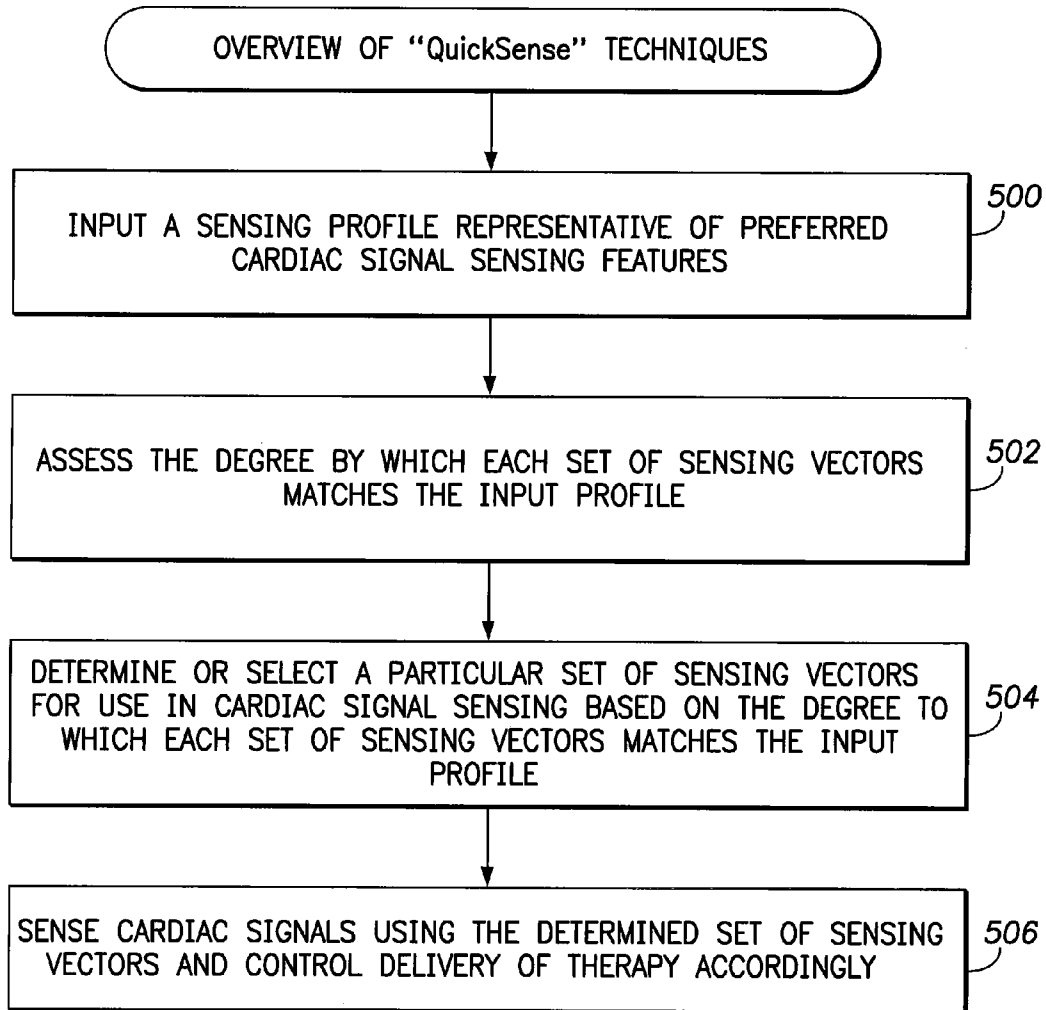 OVERVIEW OF "QuickSense" TECHNIQUES
INPUT A SENSING PROFILE REPRESENTATIVE OF PREFERRED
CARDIAC SIGNAL SENSING FEATURES
500
ASSESS THE DEGREE BY WHICH EACH SET OF SENSING VECTORS
MATCHES THE INPUT PROFILE
502
DETERMINE OR SELECT A PARTICULAR SET OF SENSING VECTORS
FOR USE IN CARDIAC SIGNAL SENSING BASED ON THE DEGREE TO
WHICH EACH SET OF SENSING VECTORS MATCHES THE INPUT
PROFILE
504
SENSE CARDIAC SIGNALS USING THE DETERMINED SET OF SENSING
VECTORS AND CONTROL DELIVERY OF THERAPY ACCORDINGLY
506